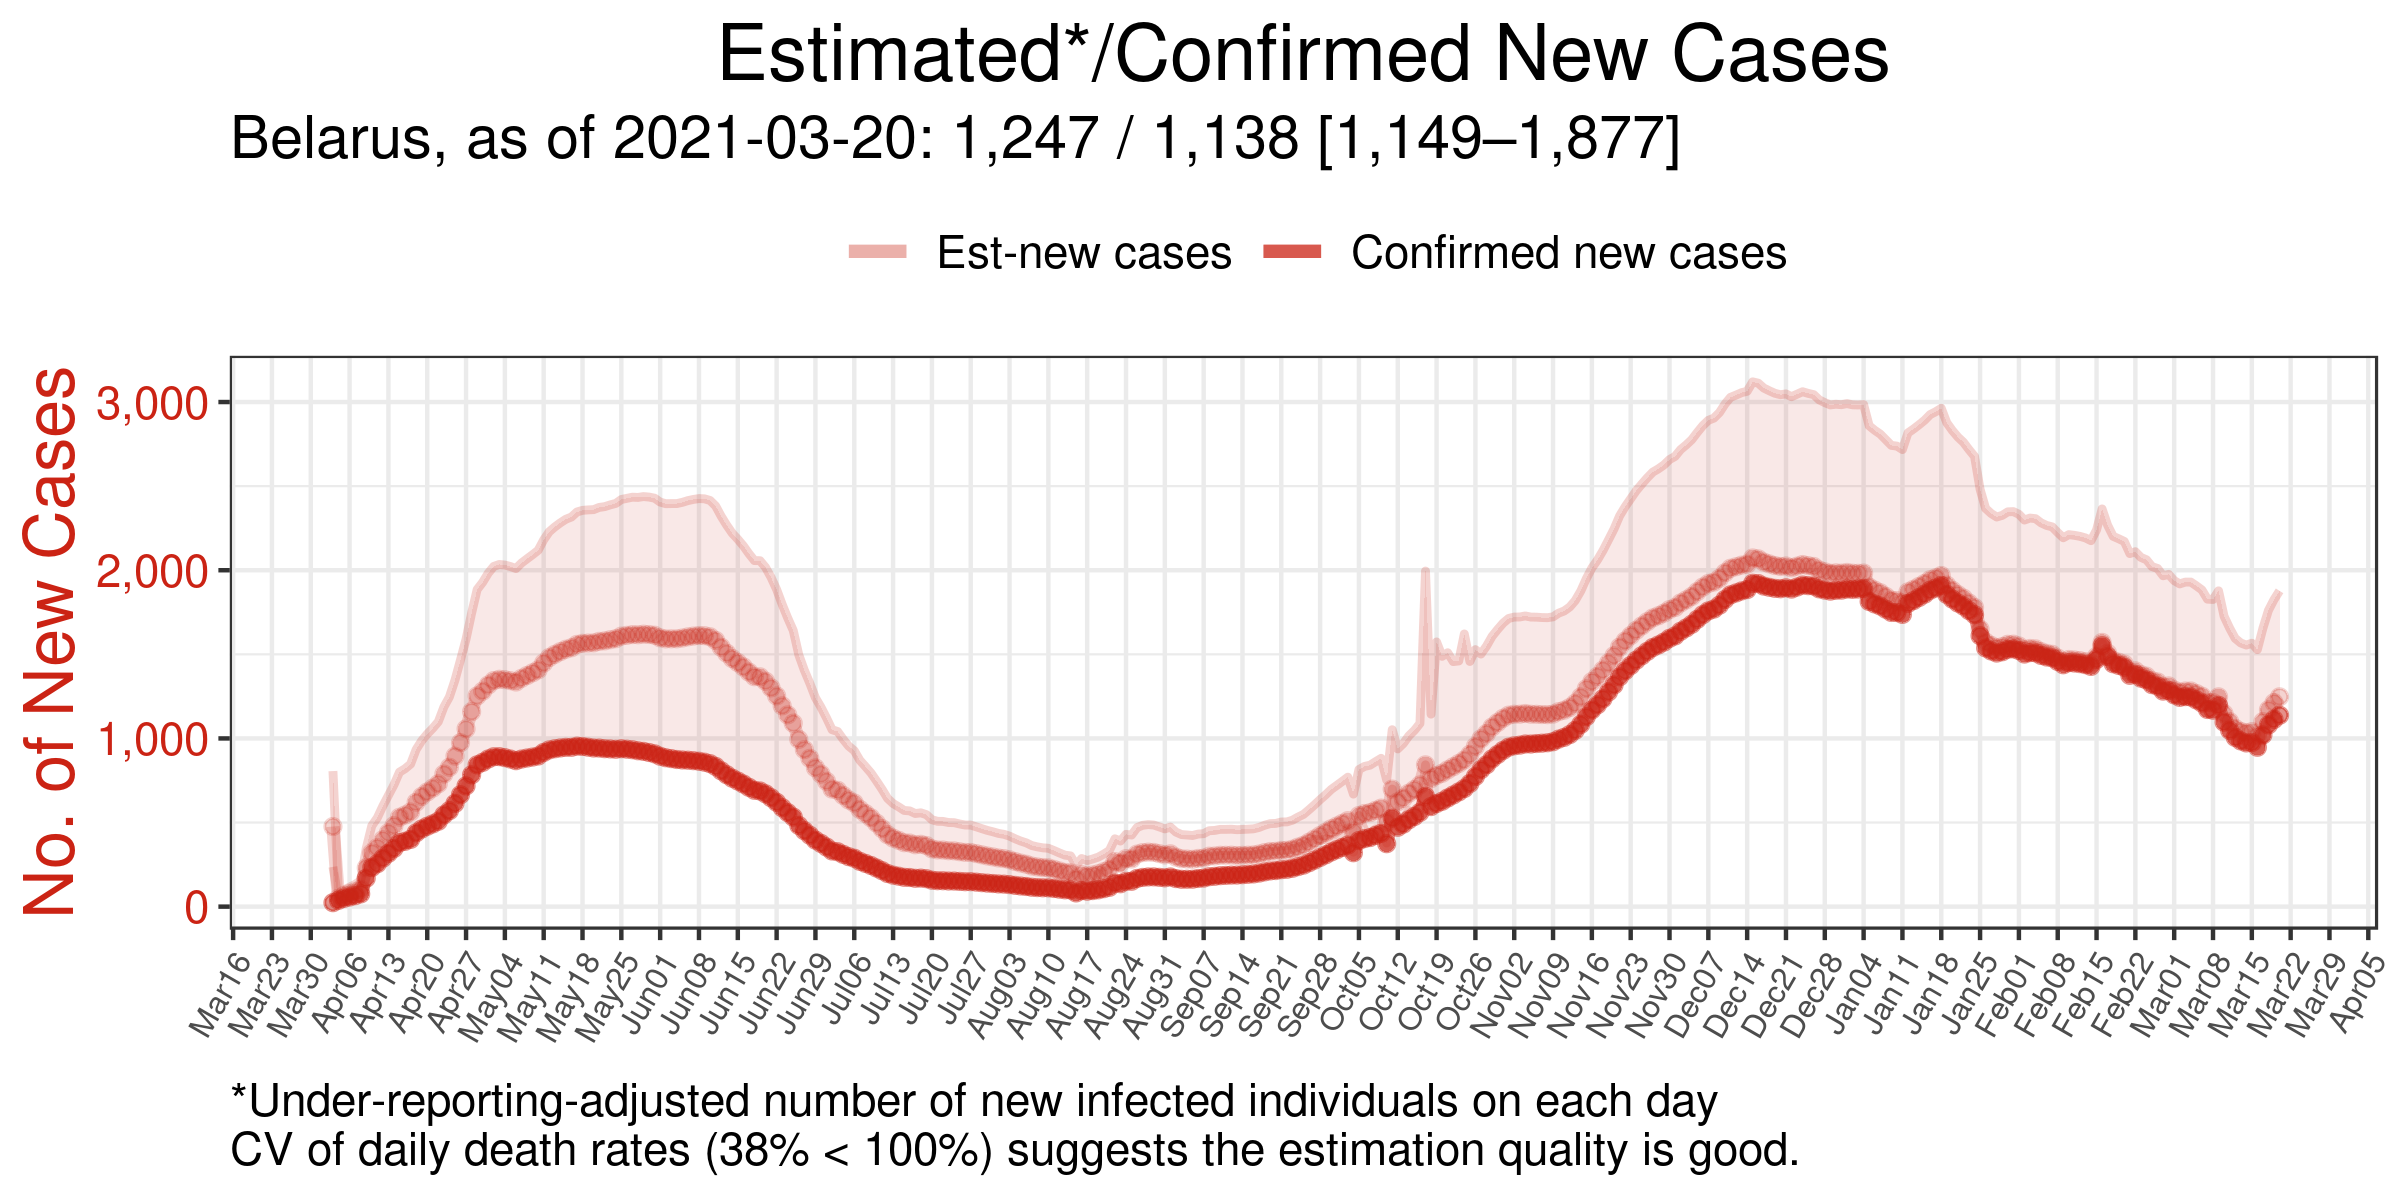 Estimated*/Confirmed New Cases
Belarus, as of 2021-03-20: 1,247 / 1,138 [1,149–1,877]
Est-new cases
Confirmed new cases
No. of New Cases
3,000
2,000
1,000
0
Mar16
Mar23
Mar30
Apr06
Apr13
Apr20
Apr27
May04
May11
May18
May25
Jun01
Jun08
Jun15
Jun22
Jun29
Jul06
Jul13
Jul20
Jul27
Aug03
Aug10
Aug17
Aug24
Aug31
Sep07
Sep14
Sep21
Sep28
Oct05
Oct12
Oct19
Oct26
Nov02
Nov09
Nov16
Nov23
Nov30
Dec07
Dec14
Dec21
Dec28
Jan04
Jan11
Jan18
Jan25
Feb01
Feb08
Feb15
Feb22
Mar01
Mar08
Mar15
Mar22
Mar29
Apr05
*Under-reporting-adjusted number of new infected individuals on each day
CV of daily death rates (38% < 100%) suggests the estimation quality is good.